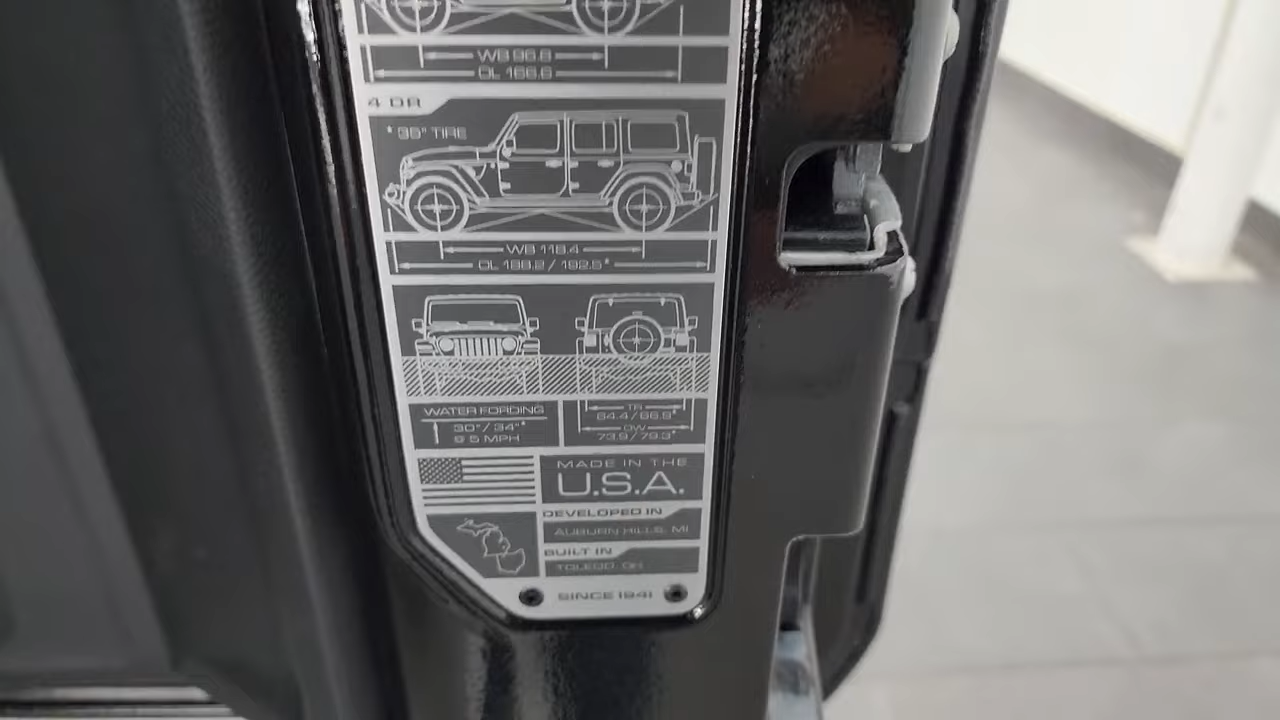 WB 96.8
OL 166.6
4 DR
* 35" TIRE
WB 118.4
OL 188.2 / 192.5*
WATER FORDING
30" / 34"*
@ 5 MPH
TR
64.4 / 66.9*
OW
73.9 / 79.3*
MADE IN THE
U.S.A.
DEVELOPED IN
AUBURN HILLS, MI
BUILT IN
TOLEDO, OH
SINCE 1941